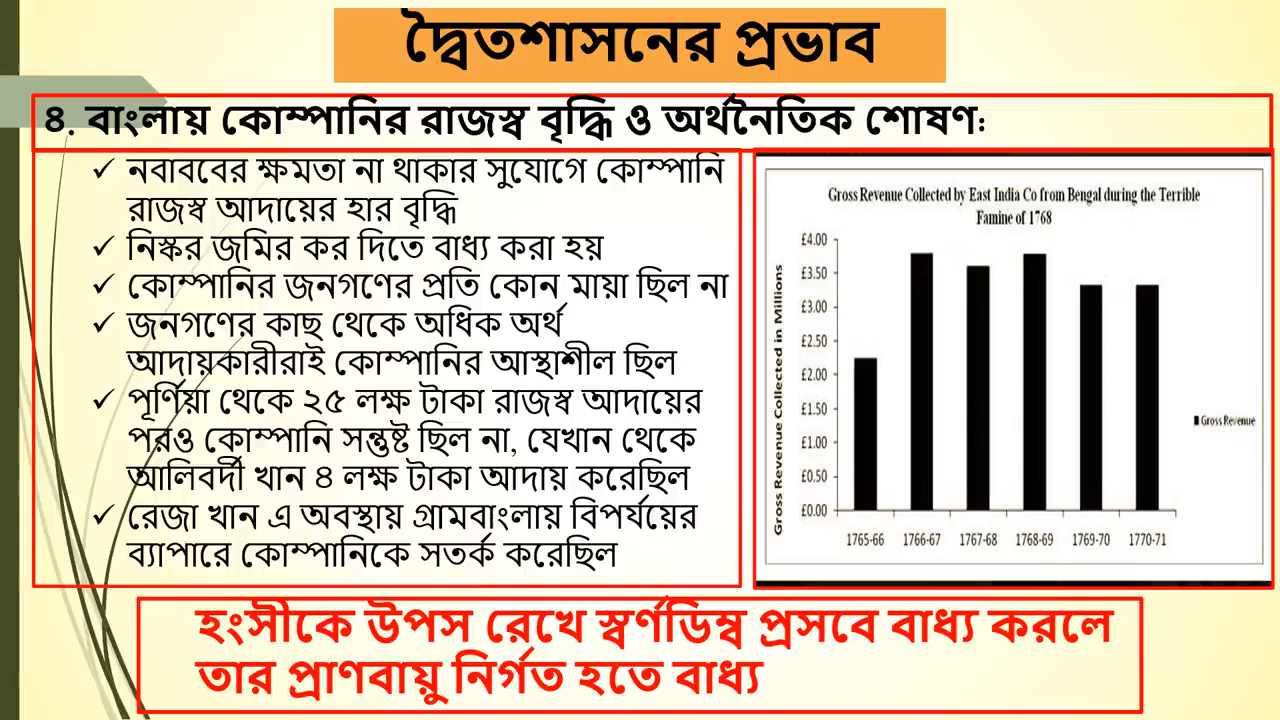 দ্বৈতশাসনের প্রভাব
৪. বাংলায় কোম্পানির রাজস্ব বৃদ্ধি ও অর্থনৈতিক শোষণঃ
✓ নবাববের ক্ষমতা না থাকার সুযোগে কোম্পানি
রাজস্ব আদায়ের হার বৃদ্ধি
✓ নিস্কর জমির কর দিতে বাধ্য করা হয়
✓ কোম্পানির জনগণের প্রতি কোন মায়া ছিল না
✓ জনগণের কাছ থেকে অধিক অর্থ
আদায়কারীরাই কোম্পানির আস্থাশীল ছিল
✓ পূর্ণিয়া থেকে ২৫ লক্ষ টাকা রাজস্ব আদায়ের
পরও কোম্পানি সন্তুষ্ট ছিল না, যেখান থেকে
আলিবর্দী খান ৪ লক্ষ টাকা আদায় করেছিল
✓ রেজা খান এ অবস্থায় গ্রামবাংলায় বিপর্যয়ের
ব্যাপারে কোম্পানিকে সতর্ক করেছিল
Gross Revenue Collected by East India Co from Bengal during the Terrible
Famine of 1768
Gross Revenue Collected in Millions
£4.00
£3.50
£3.00
£2.50
£2.00
£1.50
£1.00
£0.50
£0.00
1765-66 1766-67 1767-68 1768-69 1769-70 1770-71
Gross Revenue
হংসীকে উপস রেখে স্বর্ণডিম্ব প্রসবে বাধ্য করলে
তার প্রাণবায়ু নির্গত হতে বাধ্য